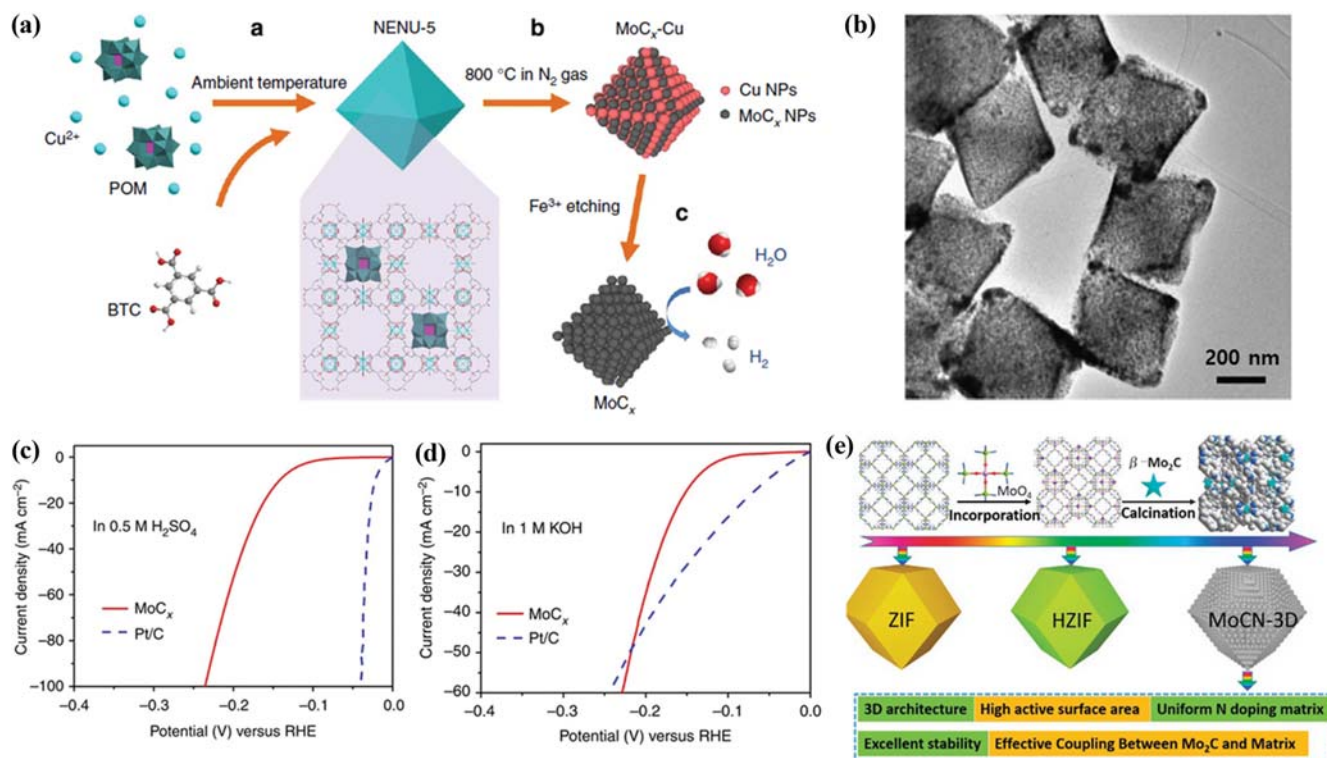 (a)
a
NENU-5
b
MoCₓ-Cu
Ambient temperature
800 °C in N₂ gas
Cu NPs
MoCₓ NPs
Cu²⁺
POM
Fe³⁺ etching
c
H₂O
BTC
H₂
MoCₓ
(b)
200 nm
(c)
0
−20
−40
−60
−80
−100
Current density (mA cm⁻²)
In 0.5 M H₂SO₄
MoCₓ
Pt/C
−0.4
−0.3
−0.2
−0.1
−0.0
Potential (V) versus RHE
(d)
0
−10
−20
−30
−40
−50
−60
Current density (mA cm⁻²)
In 1 M KOH
MoCₓ
Pt/C
−0.4
−0.3
−0.2
−0.1
0.0
Potential (V) versus RHE
(e)
MoO₄
Incorporation
β-Mo₂C
Calcination
ZIF
HZIF
MoCN-3D
3D architecture
High active surface area
Uniform N doping matrix
Excellent stability
Effective Coupling Between Mo₂C and Matrix